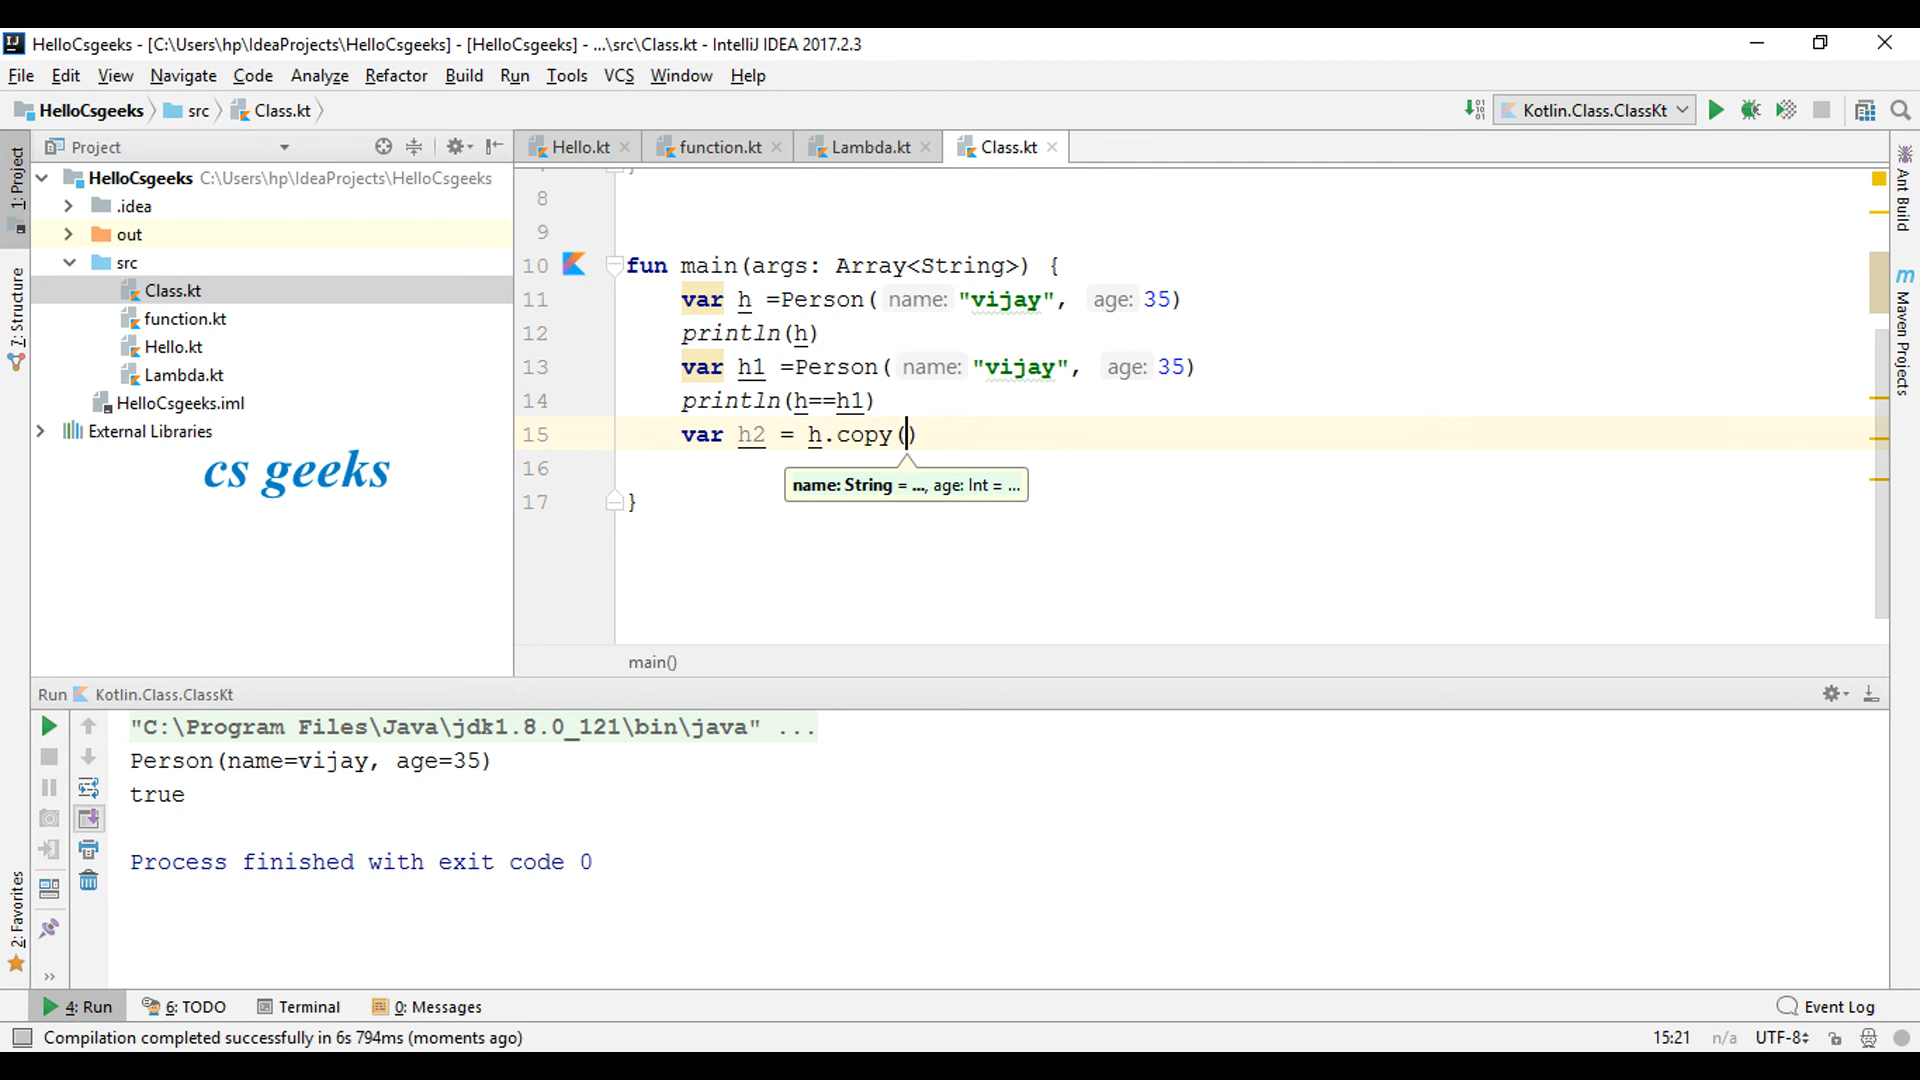 HelloCsgeeks - [C:\Users\hp\IdeaProjects\HelloCsgeeks] - [HelloCsgeeks] - ...\src\Class.kt - IntelliJ IDEA 2017.2.3
File Edit View Navigate Code Analyze Refactor Build Run Tools VCS Window Help
HelloCsgeeks src Class.kt Kotlin.Class.ClassKt
1: Project
7: Structure
2: Favorites
Project
HelloCsgeeks C:\Users\hp\IdeaProjects\HelloCsgeeks
.idea
out
src
Class.kt
function.kt
Hello.kt
Lambda.kt
HelloCsgeeks.iml
External Libraries
cs geeks
Hello.kt function.kt Lambda.kt Class.kt
8
9
10 fun main(args: Array<String>) {
11 var h =Person( name: "vijay", age: 35)
12 println(h)
13 var h1 =Person( name: "vijay", age: 35)
14 println(h==h1)
15 var h2 = h.copy()
16
name: String = ..., age: Int = ...
17 }
main()
Ant Build
m Maven Projects
Run Kotlin.Class.ClassKt
"C:\Program Files\Java\jdk1.8.0_121\bin\java" ...
Person(name=vijay, age=35)
true
Process finished with exit code 0
4: Run 6: TODO Terminal 0: Messages Event Log
Compilation completed successfully in 6s 794ms (moments ago) 15:21 n/a UTF-8